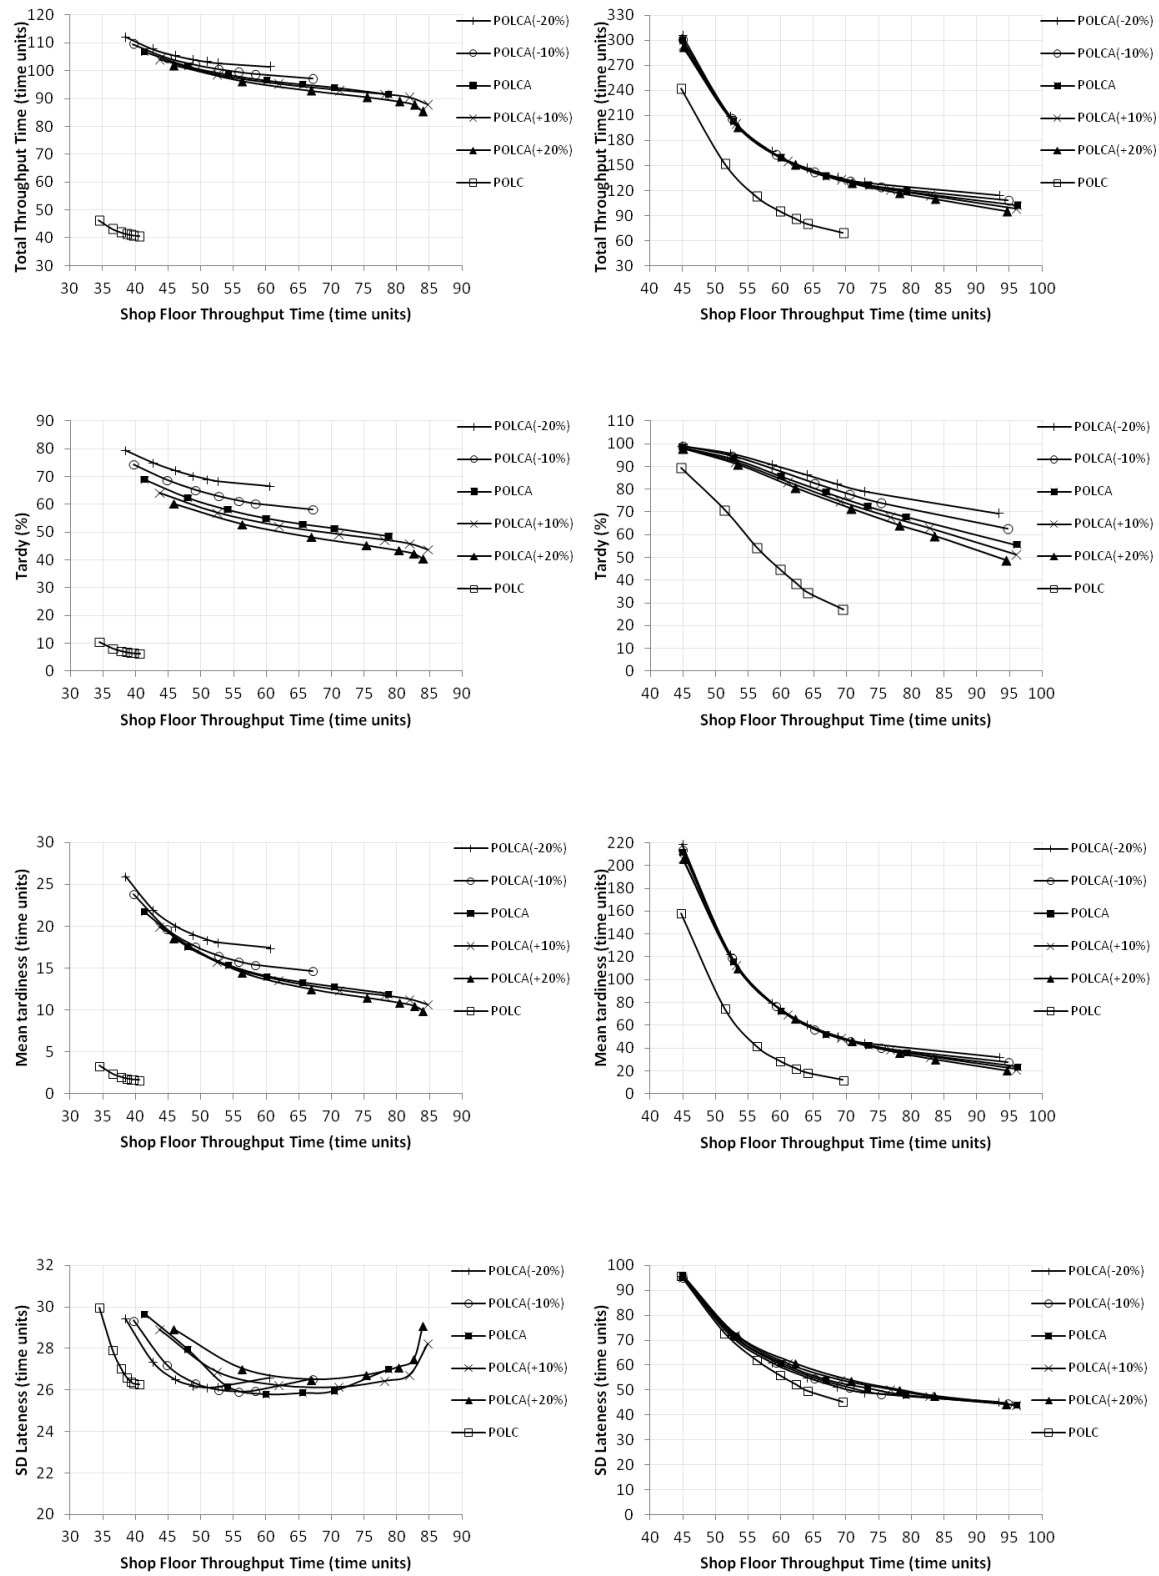 Total Throughput Time (time units)
120
110
100
90
80
70
60
50
40
30
30 35 40 45 50 55 60 65 70 75 80 85 90
Shop Floor Throughput Time (time units)
POLCA(-20%)
POLCA(-10%)
POLCA
POLCA(+10%)
POLCA(+20%)
POLC
Total Throughput Time (time units)
330
300
270
240
210
180
150
120
90
60
30
40 45 50 55 60 65 70 75 80 85 90 95 100
Shop Floor Throughput Time (time units)
POLCA(-20%)
POLCA(-10%)
POLCA
POLCA(+10%)
POLCA(+20%)
POLC
Tardy (%)
90
80
70
60
50
40
30
20
10
0
30 35 40 45 50 55 60 65 70 75 80 85 90
Shop Floor Throughput Time (time units)
POLCA(-20%)
POLCA(-10%)
POLCA
POLCA(+10%)
POLCA(+20%)
POLC
Tardy (%)
110
100
90
80
70
60
50
40
30
20
10
0
40 45 50 55 60 65 70 75 80 85 90 95 100
Shop Floor Throughput Time (time units)
POLCA(-20%)
POLCA(-10%)
POLCA
POLCA(+10%)
POLCA(+20%)
POLC
Mean tardiness (time units)
30
25
20
15
10
5
0
30 35 40 45 50 55 60 65 70 75 80 85 90
Shop Floor Throughput Time (time units)
POLCA(-20%)
POLCA(-10%)
POLCA
POLCA(+10%)
POLCA(+20%)
POLC
Mean tardiness (time units)
220
200
180
160
140
120
100
80
60
40
20
0
40 45 50 55 60 65 70 75 80 85 90 95 100
Shop Floor Throughput Time (time units)
POLCA(-20%)
POLCA(-10%)
POLCA
POLCA(+10%)
POLCA(+20%)
POLC
SD Lateness (time units)
32
30
28
26
24
22
20
30 35 40 45 50 55 60 65 70 75 80 85 90
Shop Floor Throughput Time (time units)
POLCA(-20%)
POLCA(-10%)
POLCA
POLCA(+10%)
POLCA(+20%)
POLC
SD Lateness (time units)
100
90
80
70
60
50
40
30
20
10
0
40 45 50 55 60 65 70 75 80 85 90 95 100
Shop Floor Throughput Time (time units)
POLCA(-20%)
POLCA(-10%)
POLCA
POLCA(+10%)
POLCA(+20%)
POLC